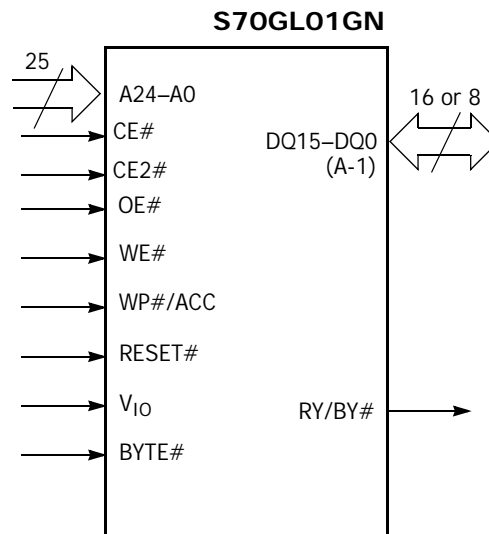 S70GL01GN
25
A24–A0
CE#
CE2#
OE#
WE#
WP#/ACC
RESET#
VIO
BYTE#
16 or 8
DQ15–DQ0
(A-1)
RY/BY#